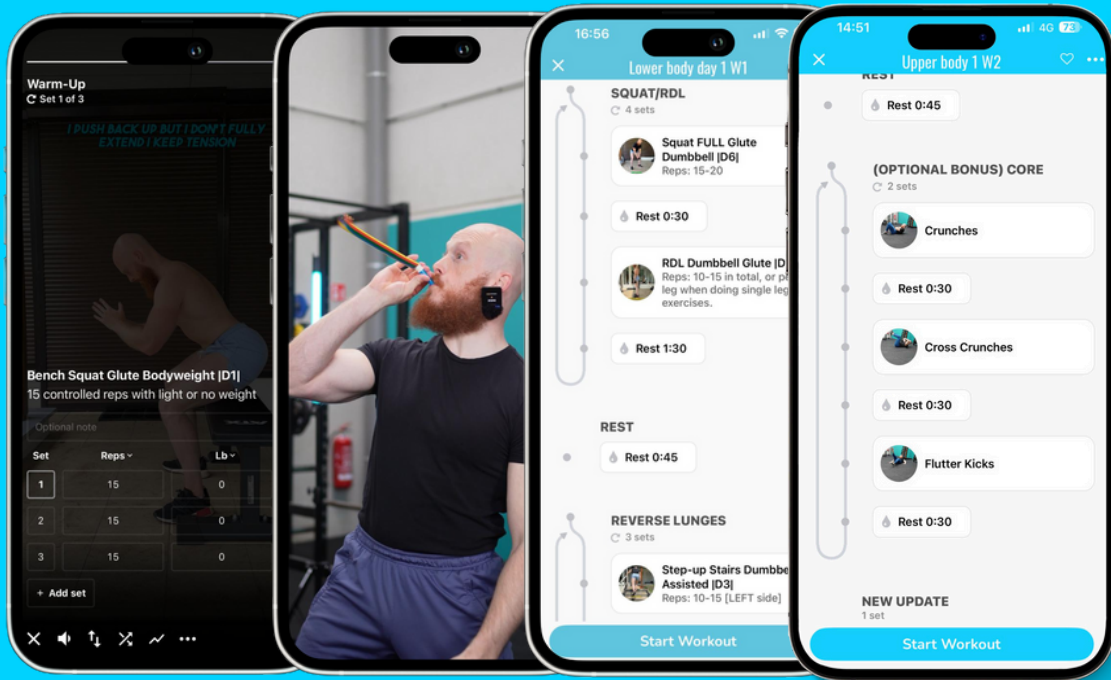 Warm-Up
Set 1 of 3
I PUSH BACK UP BUT I DON'T FULLY
EXTEND I KEEP TENSION
Bench Squat Glute Bodyweight |D1|
15 controlled reps with light or no weight
Optional note
Set Reps Lb
1 15 0
2 15 0
3 15 0
+ Add set
16:56
Lower body day 1 W1
SQUAT/RDL
4 sets
Squat FULL Glute
Dumbbell |D6|
Reps: 15-20
Rest 0:30
RDL Dumbbell Glute |D
Reps: 10-15 in total, or
leg when doing single leg
exercises.
Rest 1:30
REST
Rest 0:45
REVERSE LUNGES
3 sets
Step-up Stairs Dumbbe
Assisted |D3|
Reps: 10-15 [LEFT side]
Start Workout
14:51
4G 73
Upper body 1 W2
REST
Rest 0:45
(OPTIONAL BONUS) CORE
2 sets
Crunches
Rest 0:30
Cross Crunches
Rest 0:30
Flutter Kicks
Rest 0:30
NEW UPDATE
1 set
Start Workout